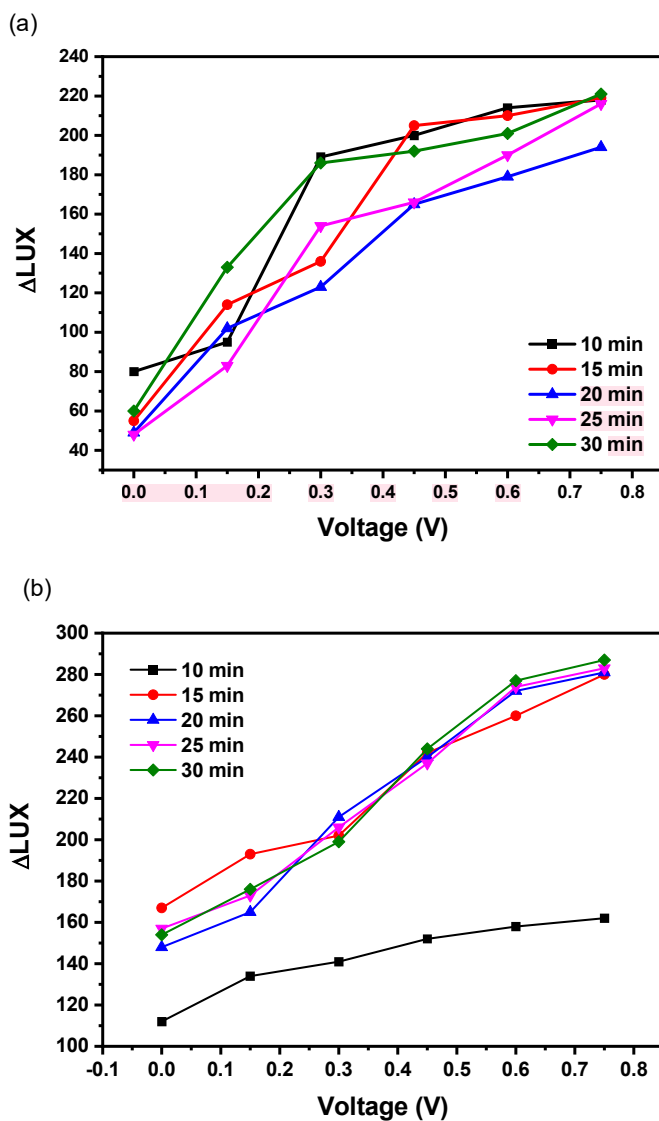 (a)
240
220
200
180
160
140
120
100
80
60
40
ΔLUX
10 min
15 min
20 min
25 min
30 min
0.0 0.1 0.2 0.3 0.4 0.5 0.6 0.7 0.8
Voltage (V)
(b)
300
280
260
240
220
200
180
160
140
120
100
ΔLUX
10 min
15 min
20 min
25 min
30 min
-0.1 0.0 0.1 0.2 0.3 0.4 0.5 0.6 0.7 0.8
Voltage (V)